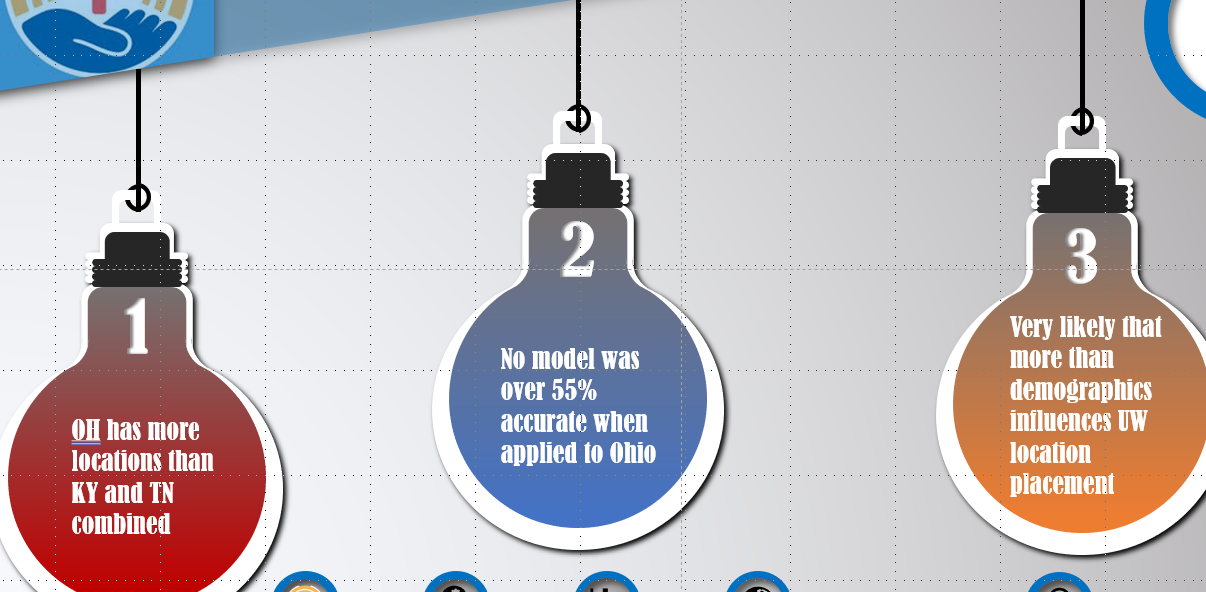 1
OH has more
locations than
KY and TN
combined
2
No model was
over 55%
accurate when
applied to Ohio
3
Very likely that
more than
demographics
influences UW
location
placement